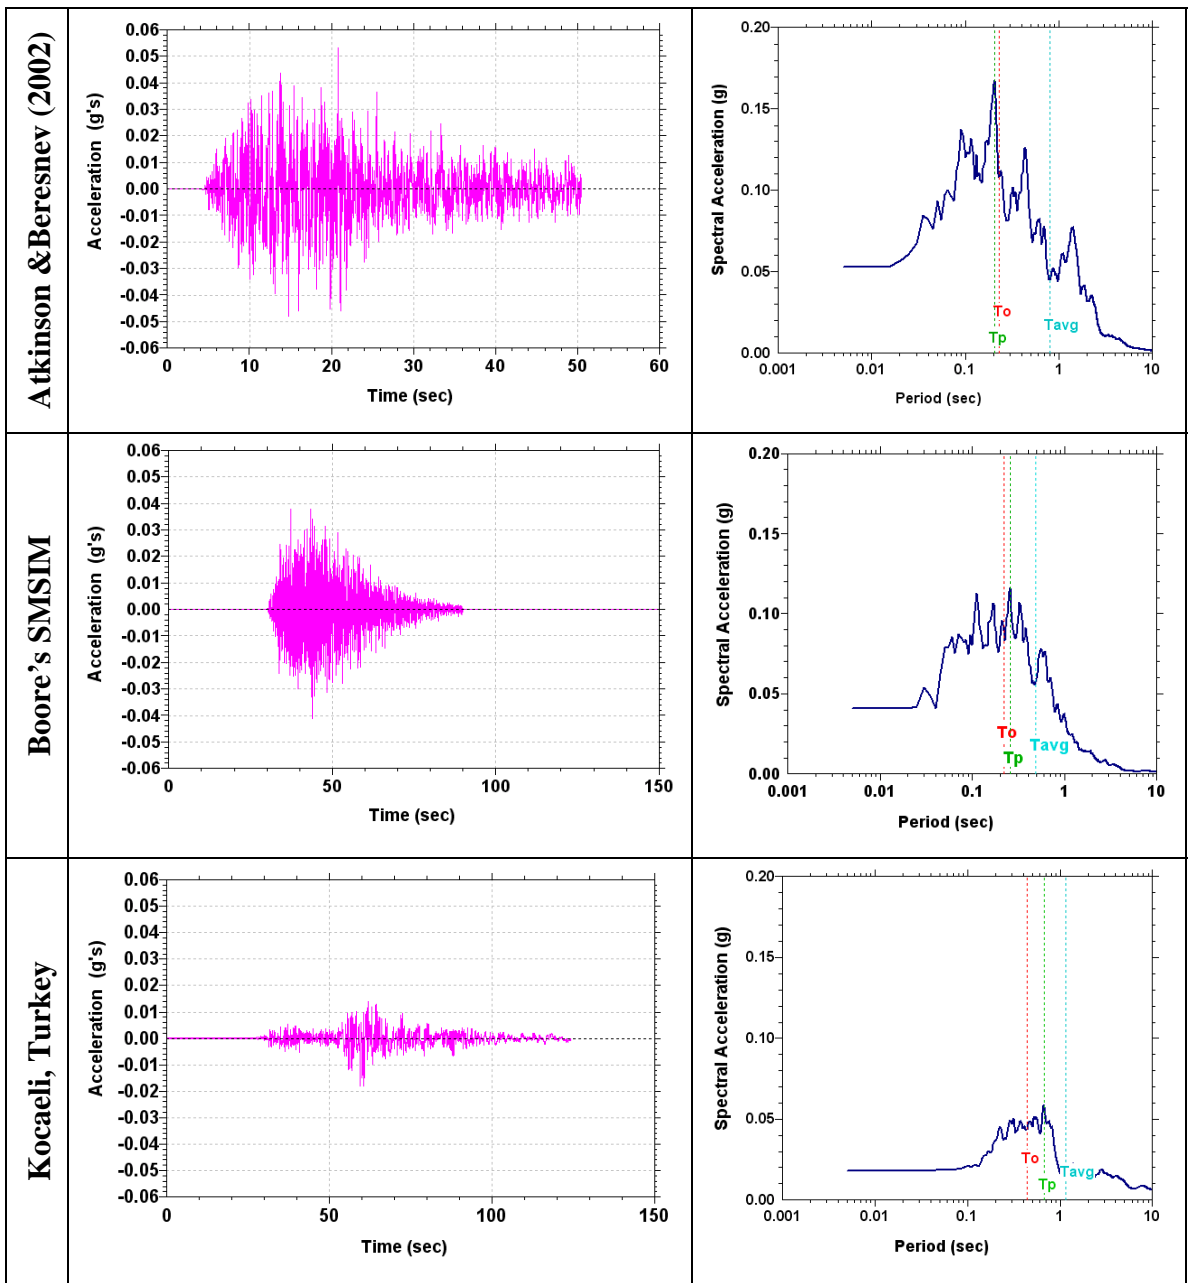 Atkinson &Beresnev (2002)
0.06
0.05
0.04
0.03
0.02
0.01
0.00
-0.01
-0.02
-0.03
-0.04
-0.05
-0.06
Acceleration (g's)
0 10 20 30 40 50 60
Time (sec)
0.20
0.15
0.10
0.05
0.00
Spectral Acceleration (g)
To
Tp
Tavg
0.001 0.01 0.1 1 10
Period (sec)
Boore's SMSIM
0.06
0.05
0.04
0.03
0.02
0.01
0.00
-0.01
-0.02
-0.03
-0.04
-0.05
-0.06
Acceleration (g's)
0 50 100 150
Time (sec)
0.20
0.15
0.10
0.05
0.00
Spectral Acceleration (g)
To
Tp
Tavg
0.001 0.01 0.1 1 10
Period (sec)
Kocaeli, Turkey
0.06
0.05
0.04
0.03
0.02
0.01
0.00
-0.01
-0.02
-0.03
-0.04
-0.05
-0.06
Acceleration (g's)
0 50 100 150
Time (sec)
0.20
0.15
0.10
0.05
0.00
Spectral Acceleration (g)
To
Tp
Tavg
0.001 0.01 0.1 1 10
Period (sec)